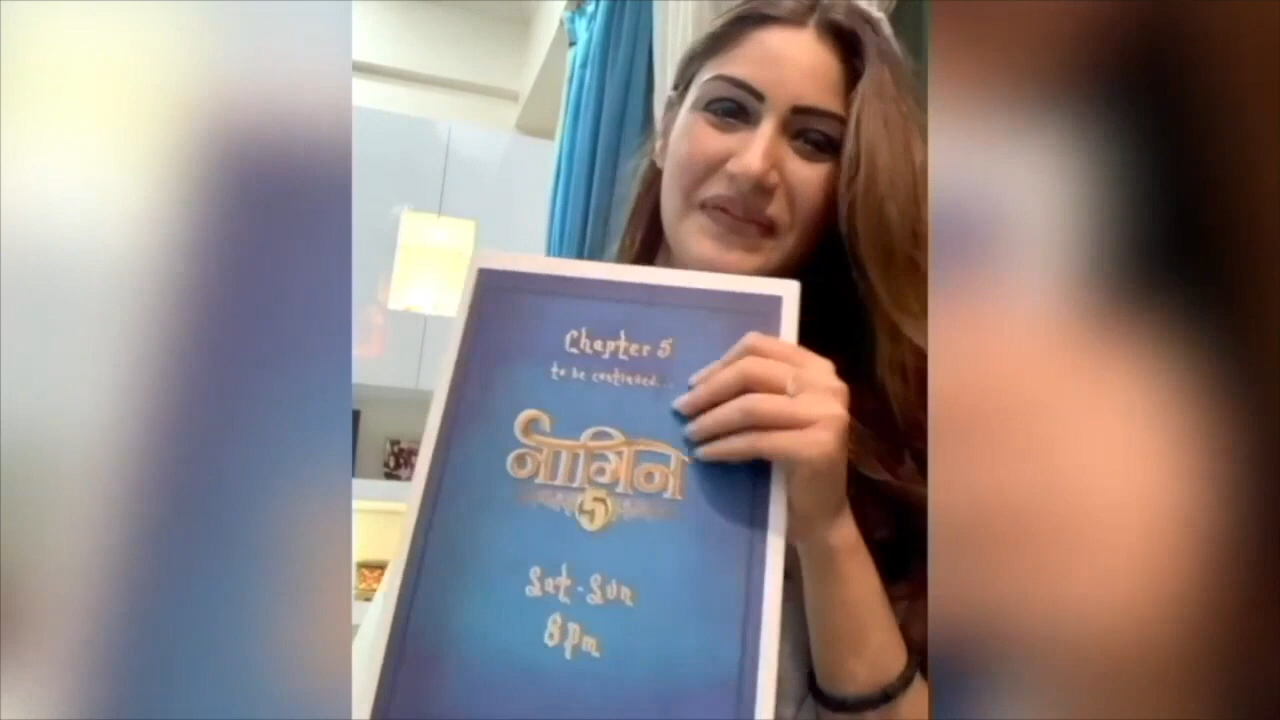 Chapter 5
to be continued...
नागिन
5
Sat-Sun
8pm